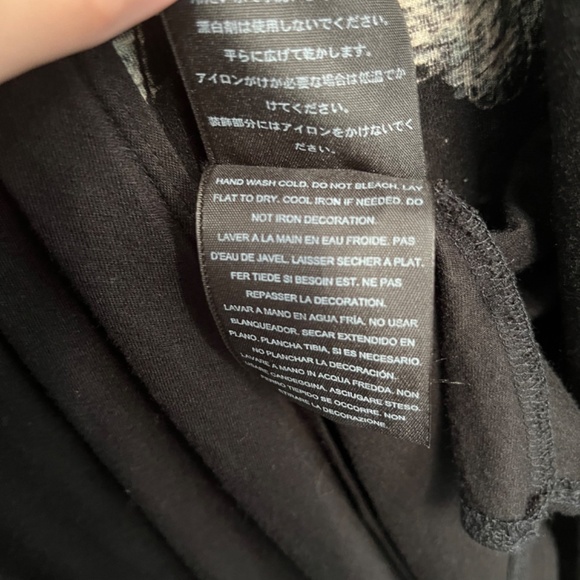 漂白剤は使用しないでください。
平らに広げて乾かします。
アイロンがけが必要な場合は低温でか
けてください。
装飾部分にはアイロンをかけないでく
ださい。
HAND WASH COLD. DO NOT BLEACH. LAY
FLAT TO DRY. COOL IRON IF NEEDED. DO
NOT IRON DECORATION.
LAVER A LA MAIN EN EAU FROIDE. PAS
D'EAU DE JAVEL. LAISSER SECHER A PLAT.
FER TIEDE SI BESOIN EST. NE PAS
REPASSER LA DECORATION.
LAVAR A MANO EN AGUA FRÍA. NO USAR
BLANQUEADOR. SECAR EXTENDIDO EN
PLANO. PLANCHA TIBIA, SI ES NECESARIO.
NO PLANCHAR LA DECORACIÓN.
LAVARE A MANO IN ACQUA FREDDA. NON
USARE CANDEGGINA. ASCIUGARE STESO.
FERRO TIEPIDO SE OCCORRE. NON
STIRARE LA DECORAZIONE.